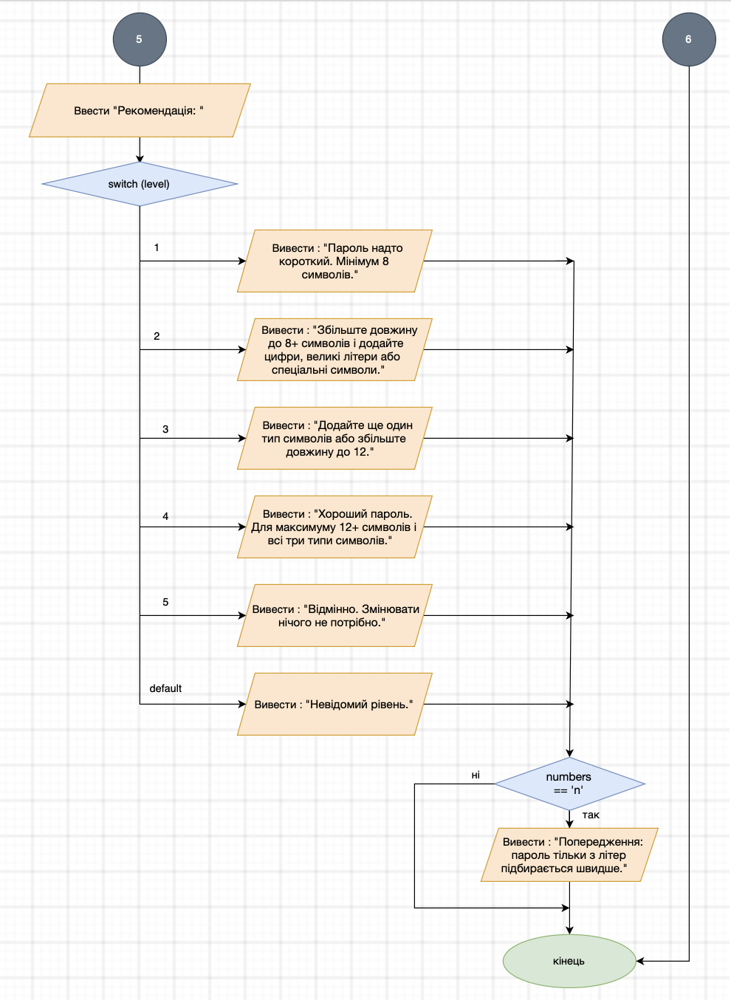 5
6
Ввести "Рекомендація: "
switch (level)
1
Вивести : "Пароль надто
короткий. Мінімум 8
символів."
2
Вивести : "Збільште довжину
до 8+ символів і додайте
цифри, великі літери або
спеціальні символи."
3
Вивести : "Додайте ще один
тип символів або збільште
довжину до 12."
4
Вивести : "Хороший пароль.
Для максимуму 12+ символів і
всі три типи символів."
5
Вивести : "Відмінно. Змінювати
нічого не потрібно."
default
Вивести : "Невідомий рівень."
ні
numbers
== 'n'
так
Вивести : "Попередження:
пароль тільки з літер
підбирається швидше."
кінець